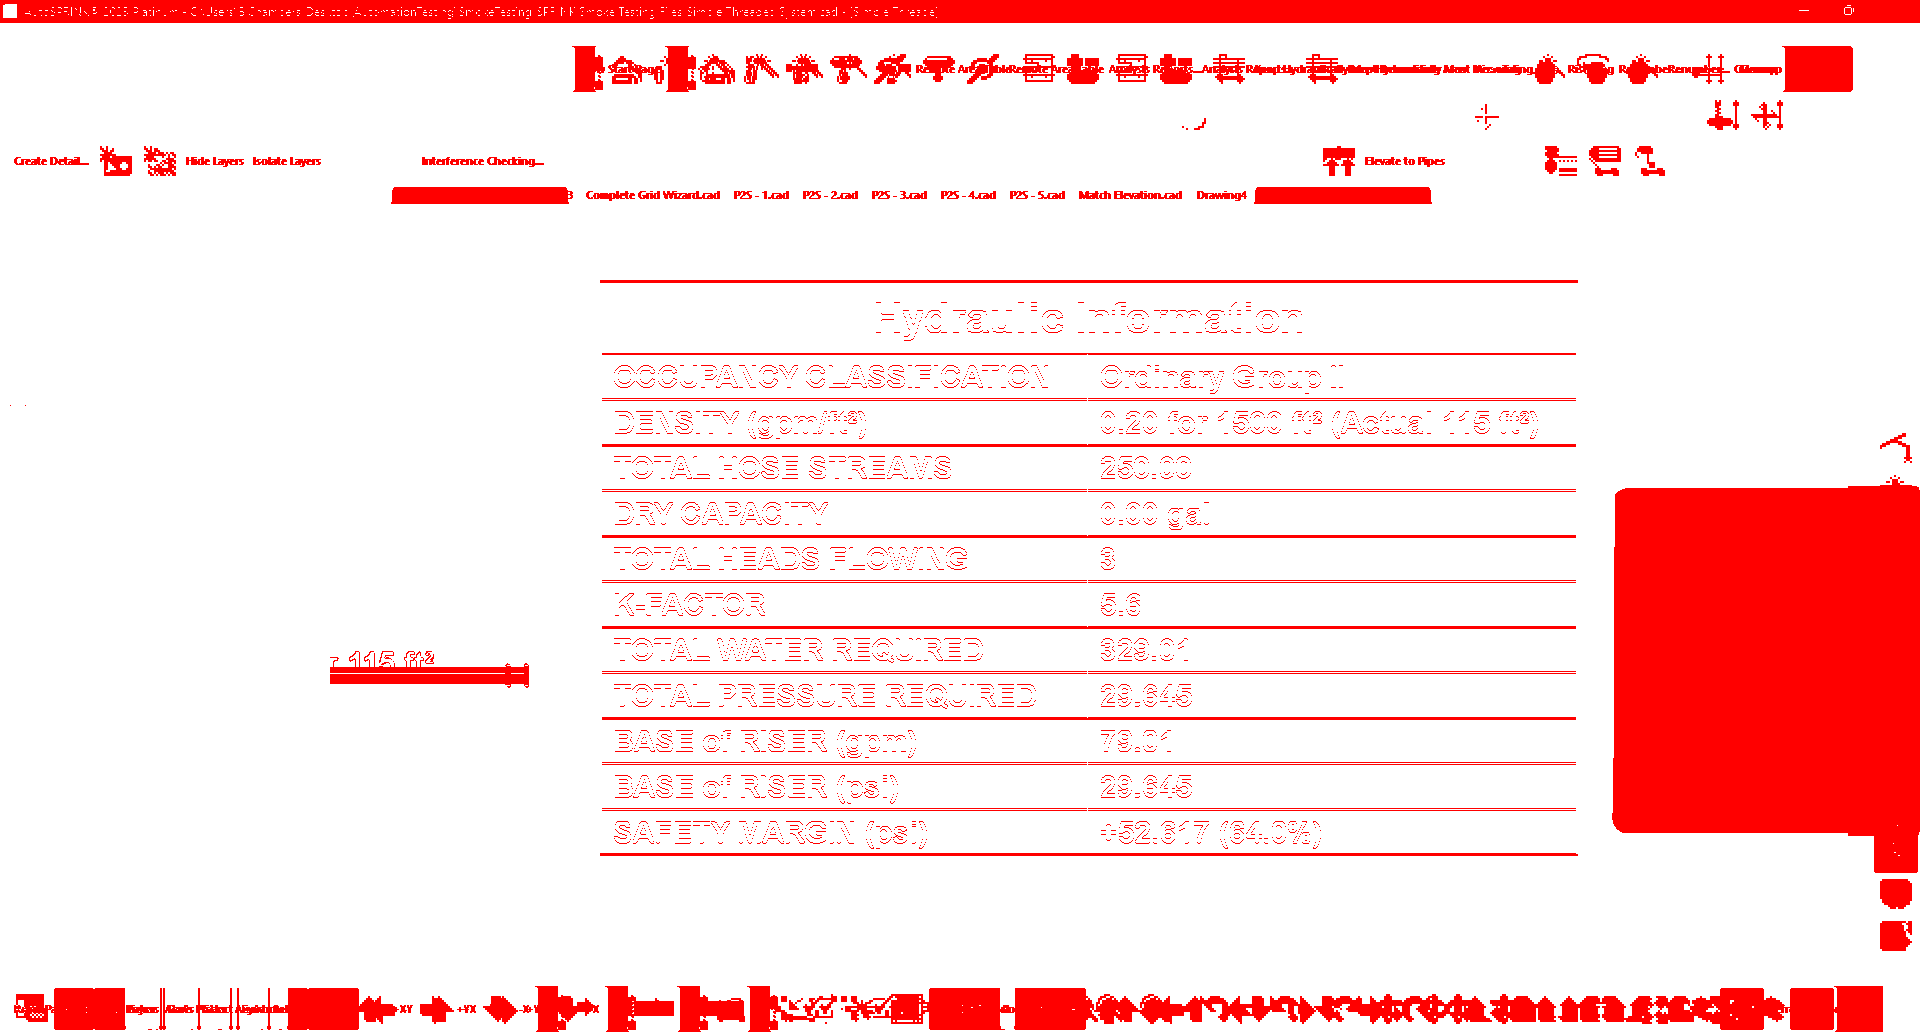 AutoSPRINK® 2023 Platinum - C:\Users\B Chambers\Desktop\AutomationTesting\SmokeTesting\SPRINK Smoke Testing Files\Simple Threaded System.cad - [Simple Threaded]
Create Detail... Hide Layers Isolate Layers Interference Checking... Elevate to Pipes
Complete Grid Wizard.cad P2S - 1.cad P2S - 2.cad P2S - 3.cad P2S - 4.cad P2S - 5.cad Match Elevation.cad Drawing4
Hydraulic Information
OCCUPANCY CLASSIFICATION Ordinary Group II
DENSITY (gpm/ft²) 0.20 for 1500 ft² (Actual 115 ft²)
TOTAL HOSE STREAMS 250.00
DRY CAPACITY 0.00 gal
TOTAL HEADS FLOWING 3
K-FACTOR 5.6
TOTAL WATER REQUIRED 329.01
115 ft²
TOTAL PRESSURE REQUIRED 29.645
BASE of RISER (gpm) 79.01
BASE of RISER (psi) 29.645
SAFETY MARGIN (psi) +52.617 (64.0%)